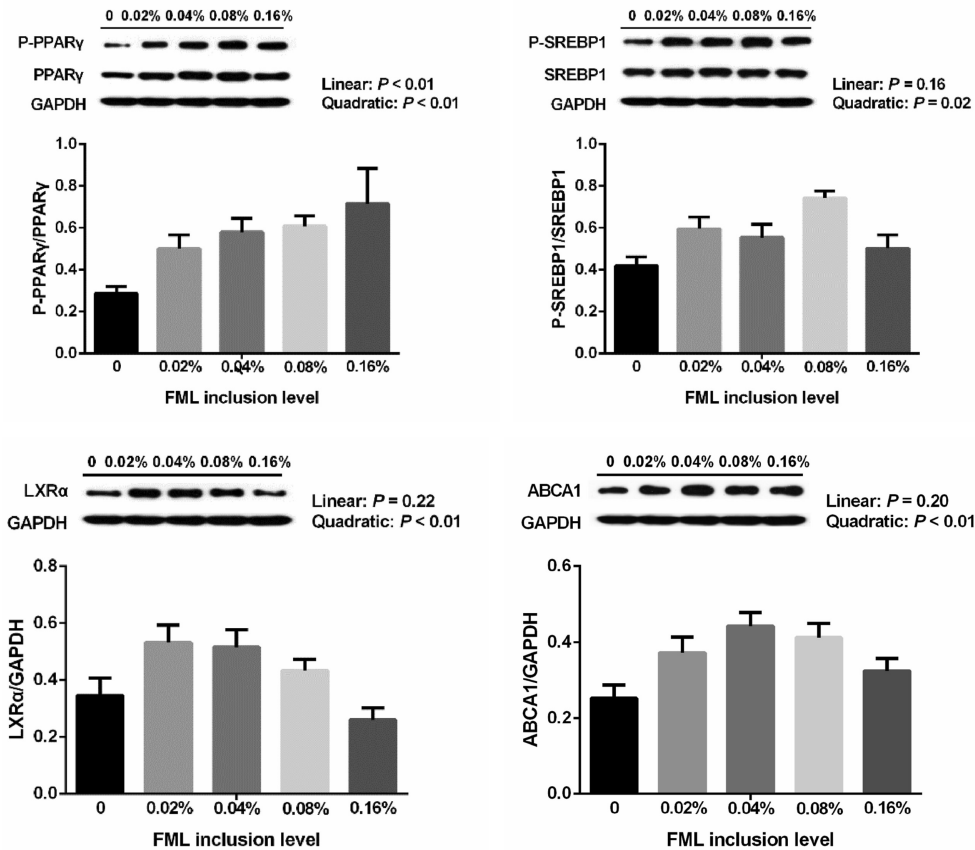 0 0.02% 0.04% 0.08% 0.16%
P-PPARγ
PPARγ
GAPDH
Linear: P < 0.01
Quadratic: P < 0.01
1.0
0.8
0.6
0.4
0.2
0.0
P-PPARγ/PPARγ
0 0.02% 0.04% 0.08% 0.16%
FML inclusion level
0 0.02% 0.04% 0.08% 0.16%
P-SREBP1
SREBP1
GAPDH
Linear: P = 0.16
Quadratic: P = 0.02
1.0
0.8
0.6
0.4
0.2
0.0
P-SREBP1/SREBP1
0 0.02% 0.04% 0.08% 0.16%
FML inclusion level
0 0.02% 0.04% 0.08% 0.16%
LXRα
GAPDH
Linear: P = 0.22
Quadratic: P < 0.01
0.8
0.6
0.4
0.2
0.0
LXRα/GAPDH
0 0.02% 0.04% 0.08% 0.16%
FML inclusion level
0 0.02% 0.04% 0.08% 0.16%
ABCA1
GAPDH
Linear: P = 0.20
Quadratic: P < 0.01
0.6
0.4
0.2
0.0
ABCA1/GAPDH
0 0.02% 0.04% 0.08% 0.16%
FML inclusion level